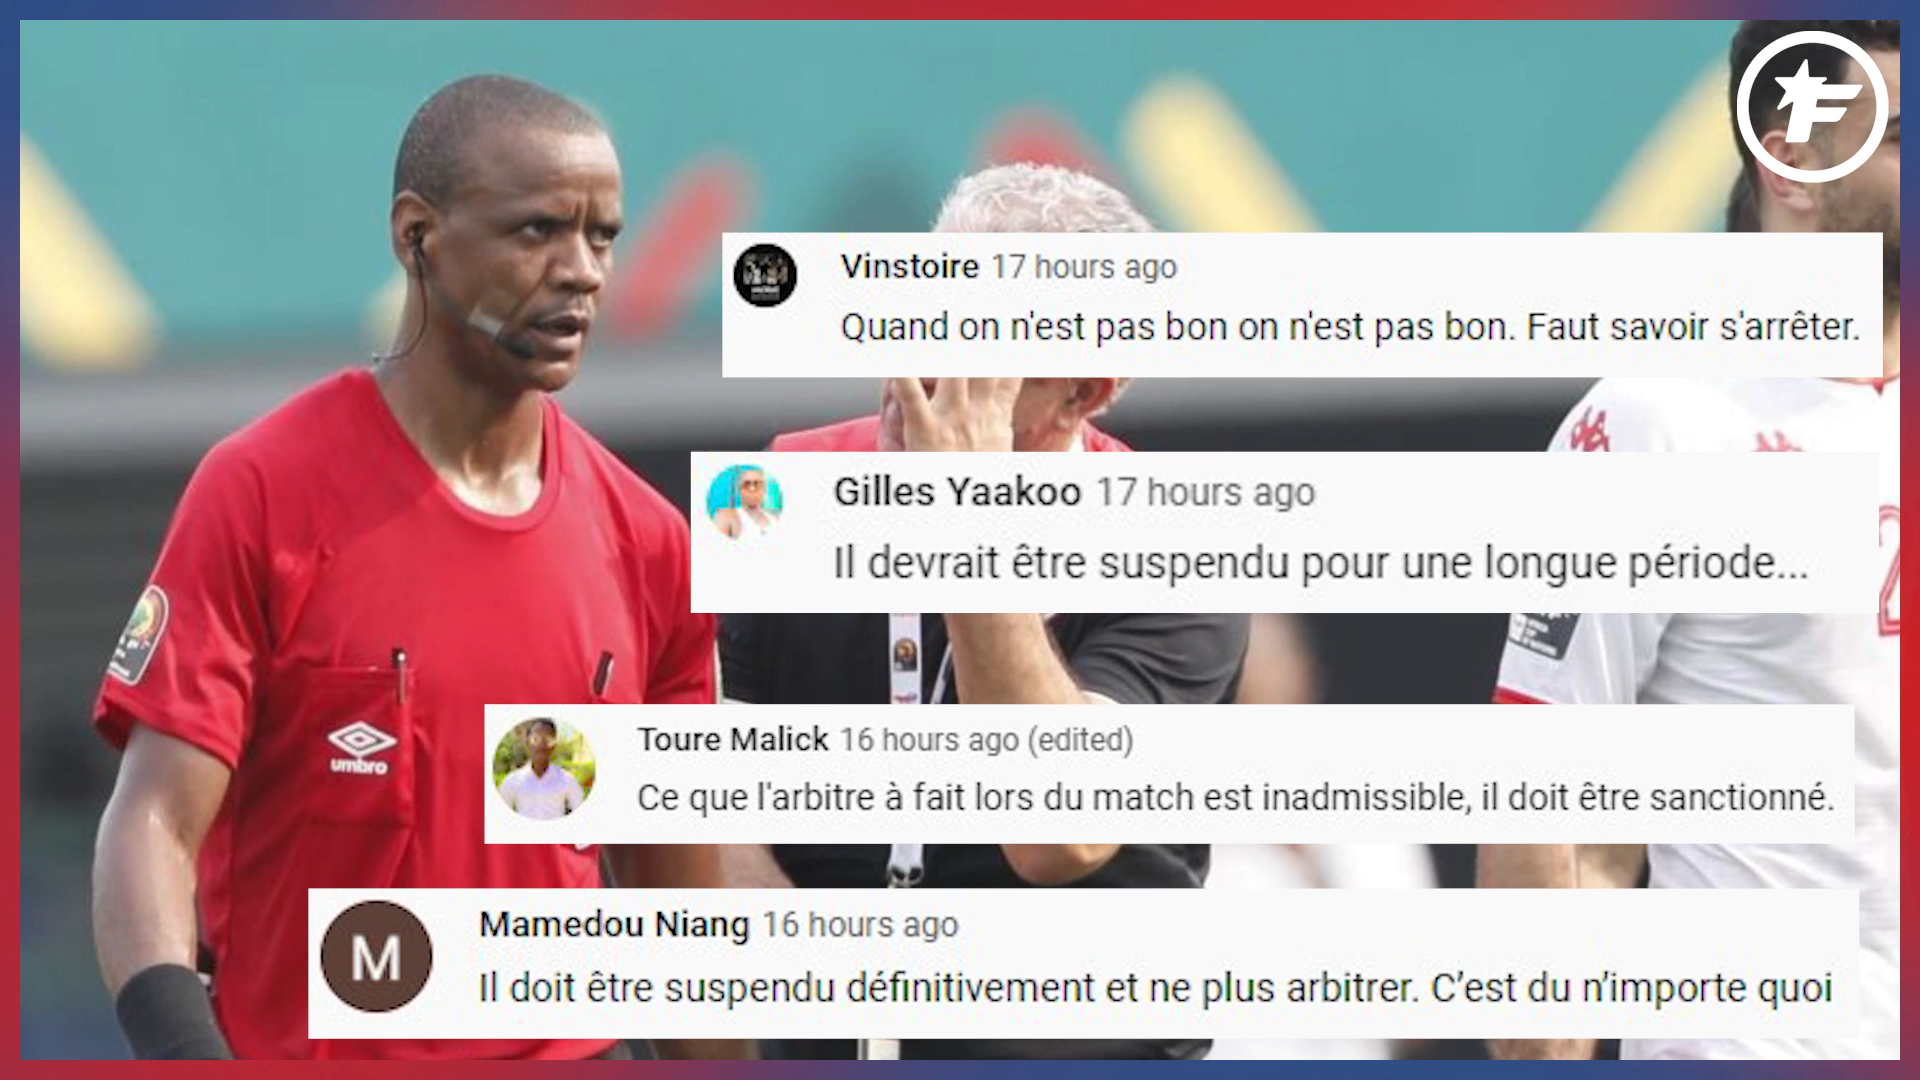 F
Vinstoire 17 hours ago
Quand on n'est pas bon on n'est pas bon. Faut savoir s'arrêter.
Gilles Yaakoo 17 hours ago
Il devrait être suspendu pour une longue période...
2
Toure Malick 16 hours ago (edited)
Ce que l'arbitre à fait lors du match est inadmissible, il doit être sanctionné.
umbro
M
Mamedou Niang 16 hours ago
Il doit être suspendu définitivement et ne plus arbitrer. C’est du n’importe quoi